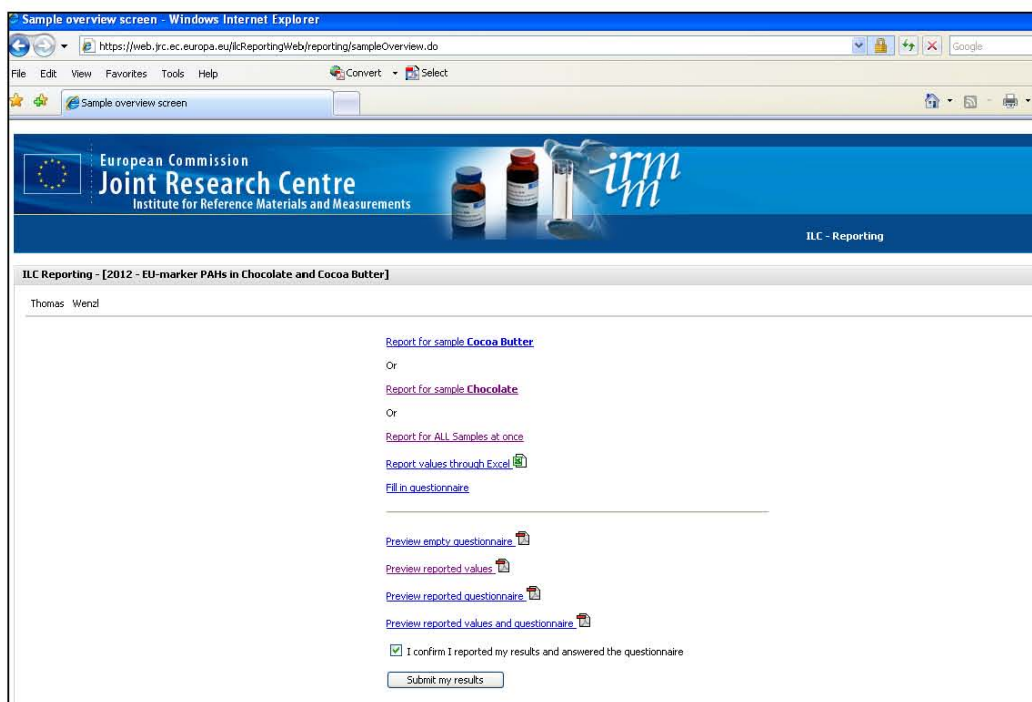 Sample overview screen - Windows Internet Explorer
https://web.jrc.ec.europa.eu/ilcReportingWeb/reporting/sampleOverview.do
Google
File Edit View Favorites Tools Help Convert Select
Sample overview screen
European Commission
Joint Research Centre
Institute for Reference Materials and Measurements
irmm
ILC - Reporting
ILC Reporting - [2012 - EU-marker PAHs in Chocolate and Cocoa Butter]
Thomas Wenzl
Report for sample Cocoa Butter
Or
Report for sample Chocolate
Or
Report for ALL Samples at once
Report values through Excel
Fill in questionnaire
Preview empty questionnaire
Preview reported values
Preview reported questionnaire
Preview reported values and questionnaire
I confirm I reported my results and answered the questionnaire
Submit my results